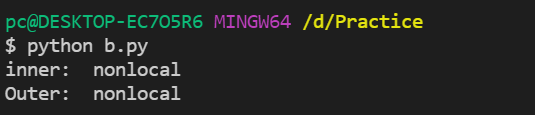 pc@DESKTOP-EC7O5R6 MINGW64 /d/Practice
$ python b.py
inner:  nonlocal
Outer:  nonlocal